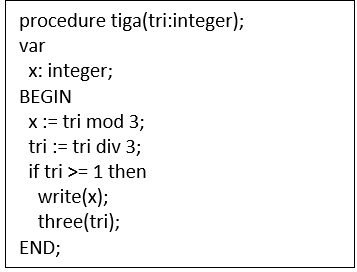 procedure tiga(tri:integer);
var
x: integer;
BEGIN
x := tri mod 3;
tri := tri div 3;
if tri >= 1 then
write(x);
three(tri);
END;